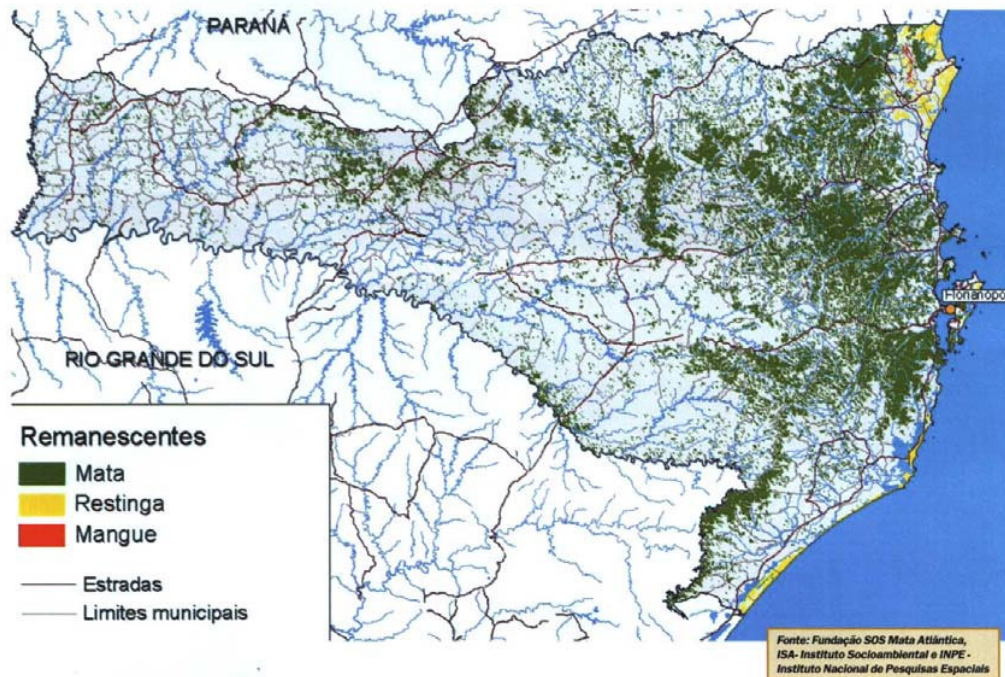 PARANÁ
Florianopo
RIO GRANDE DO SUL
Remanescentes
Mata
Restinga
Mangue
Estradas
Limites municipais
Fonte: Fundação SOS Mata Atlântica,
ISA- Instituto Socioambiental e INPE -
Instituto Nacional de Pesquisas Espaciais